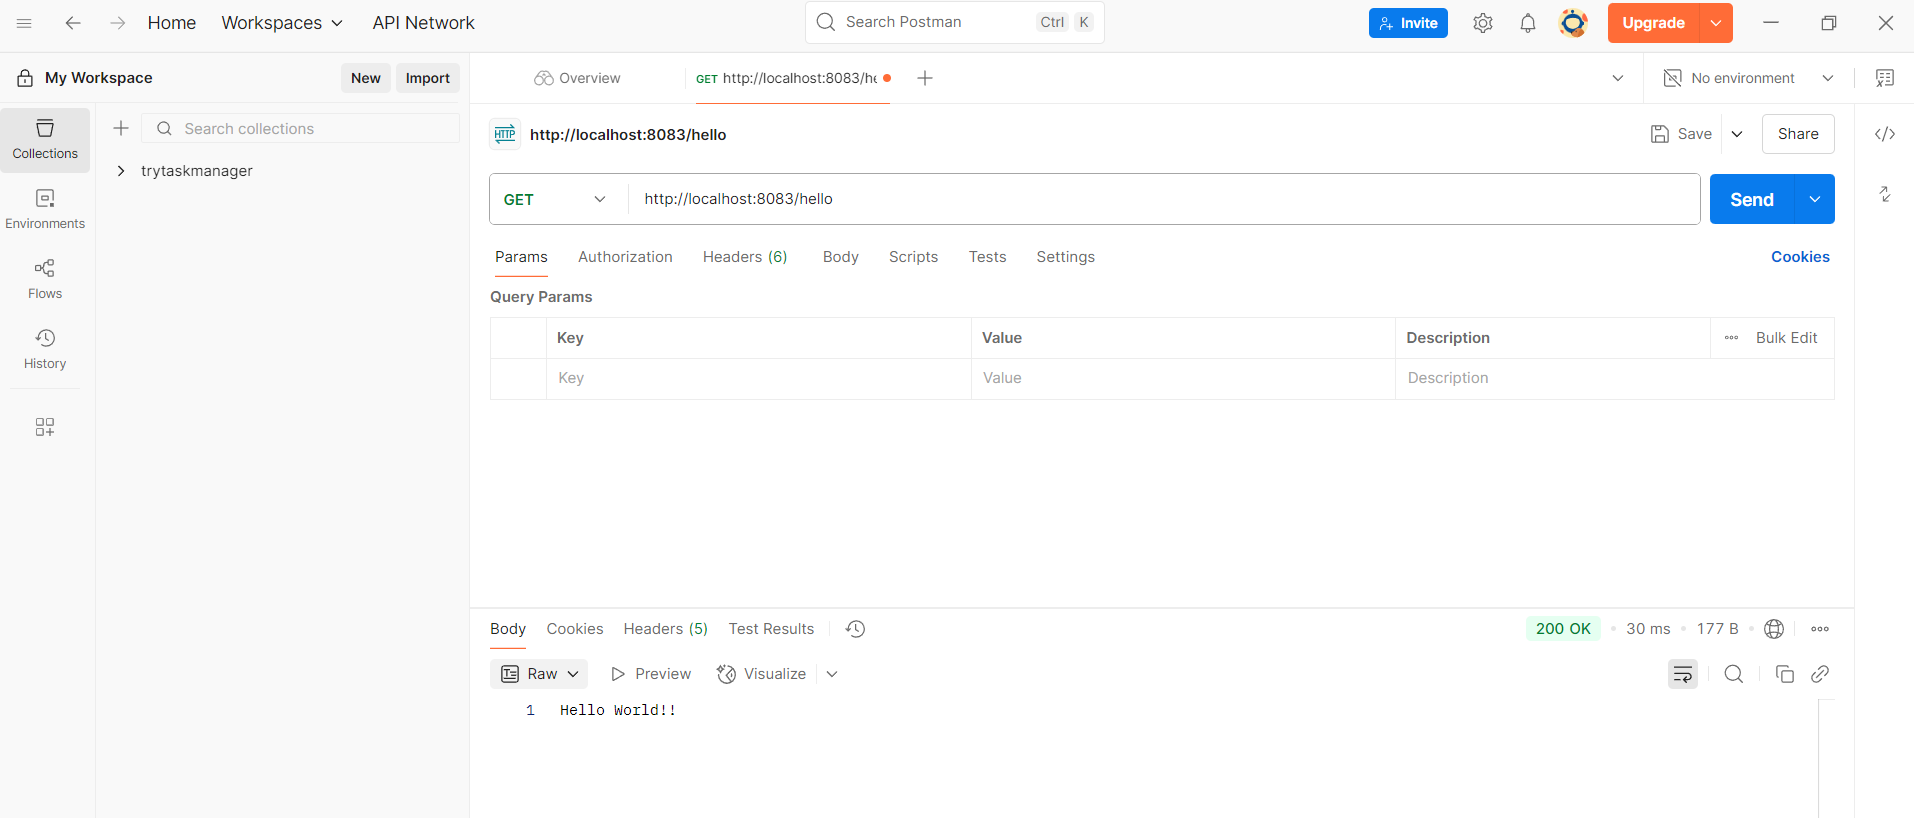 Home Workspaces API Network Search Postman Ctrl K Invite Upgrade
My Workspace New Import Overview GET http://localhost:8083/he No environment
Collections
Search collections
http://localhost:8083/hello Save Share
HTTP
trytaskmanager
Environments
GET http://localhost:8083/hello Send
Params Authorization Headers (6) Body Scripts Tests Settings Cookies
Flows
Query Params
Key Value Description Bulk Edit
History
Key Value Description
Body Cookies Headers (5) Test Results 200 OK 30 ms 177 B
Raw Preview Visualize
1 Hello World!!